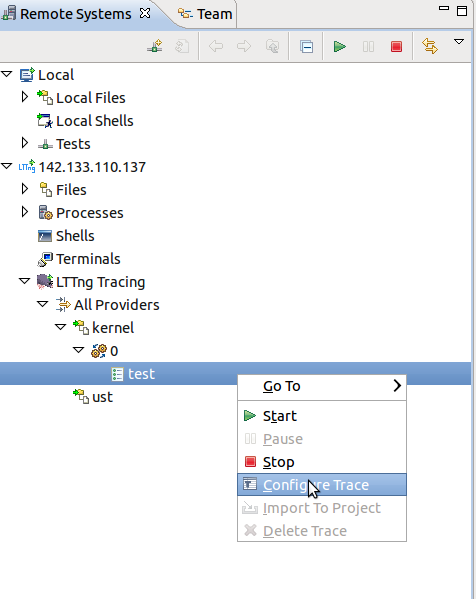 Remote Systems
Team
Local
Local Files
Local Shells
Tests
LTTng 142.133.110.137
Files
Processes
Shells
Terminals
LTTng Tracing
All Providers
kernel
0
test
ust
Go To
Start
Pause
Stop
Configure Trace
Import To Project
Delete Trace